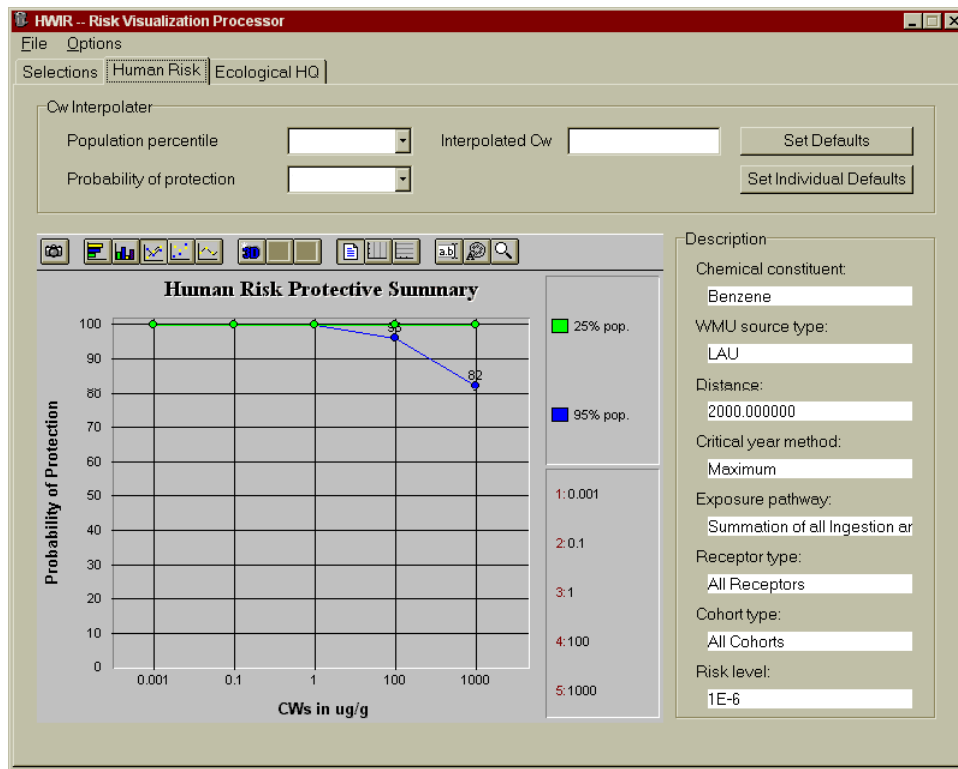 HWIR -- Risk Visualization Processor
File Options
Selections Human Risk Ecological HQ
Cw Interpolater
Population percentile Interpolated Cw Set Defaults
Probability of protection Set Individual Defaults
3D a.b
Human Risk Protective Summary
Probability of Protection
100
90
80
70
60
50
40
30
20
10
0
96
82
0.001 0.1 1 100 1000
CWs in ug/g
25% pop.
95% pop.
1:0.001
2:0.1
3:1
4:100
5:1000
Description
Chemical constituent:
Benzene
WMU source type:
LAU
Distance:
2000.000000
Critical year method:
Maximum
Exposure pathway:
Summation of all Ingestion ar
Receptor type:
All Receptors
Cohort type:
All Cohorts
Risk level:
1E-6